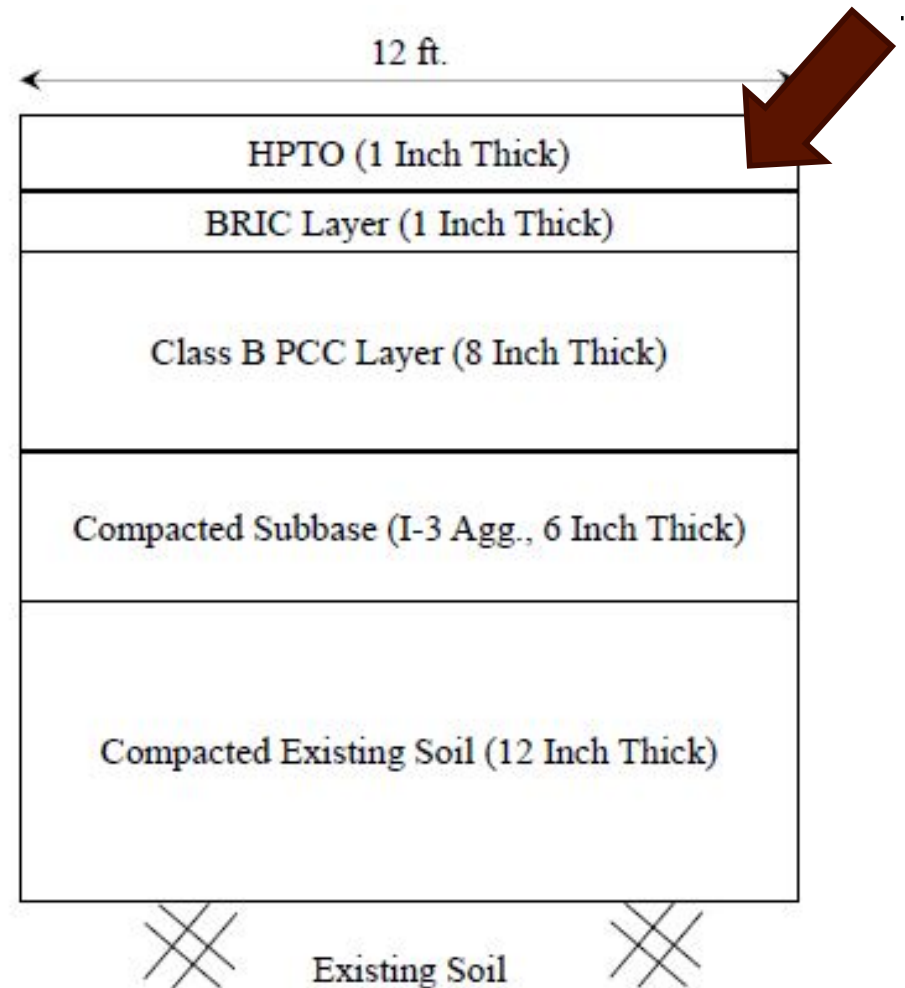 12 ft.
HPTO (1 Inch Thick)
BRIC Layer (1 Inch Thick)
Class B PCC Layer (8 Inch Thick)
Compacted Subbase (I-3 Agg., 6 Inch Thick)
Compacted Existing Soil (12 Inch Thick)
Existing Soil